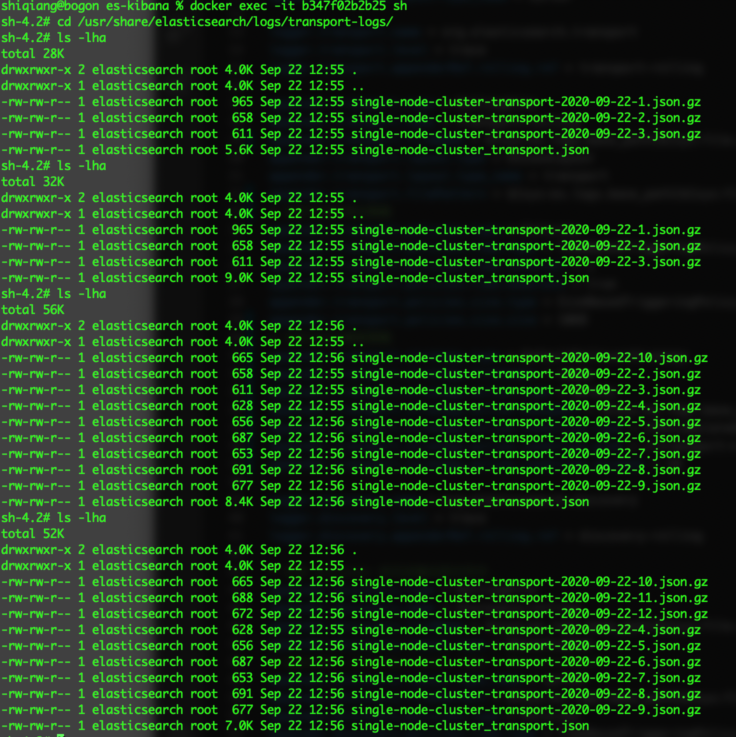 shiqiang@bogon es-kibana % docker exec -it b347f02b2b25 sh
sh-4.2# cd /usr/share/elasticsearch/logs/transport-logs/
sh-4.2# ls -lha
total 28K
drwxrwxr-x 2 elasticsearch root 4.0K Sep 22 12:55 .
drwxrwxr-x 1 elasticsearch root 4.0K Sep 22 12:55 ..
-rw-rw-r-- 1 elasticsearch root  965 Sep 22 12:55 single-node-cluster-transport-2020-09-22-1.json.gz
-rw-rw-r-- 1 elasticsearch root  658 Sep 22 12:55 single-node-cluster-transport-2020-09-22-2.json.gz
-rw-rw-r-- 1 elasticsearch root  611 Sep 22 12:55 single-node-cluster-transport-2020-09-22-3.json.gz
-rw-rw-r-- 1 elasticsearch root 5.6K Sep 22 12:55 single-node-cluster_transport.json
sh-4.2# ls -lha
total 32K
drwxrwxr-x 2 elasticsearch root 4.0K Sep 22 12:55 .
drwxrwxr-x 1 elasticsearch root 4.0K Sep 22 12:55 ..
-rw-rw-r-- 1 elasticsearch root  965 Sep 22 12:55 single-node-cluster-transport-2020-09-22-1.json.gz
-rw-rw-r-- 1 elasticsearch root  658 Sep 22 12:55 single-node-cluster-transport-2020-09-22-2.json.gz
-rw-rw-r-- 1 elasticsearch root  611 Sep 22 12:55 single-node-cluster-transport-2020-09-22-3.json.gz
-rw-rw-r-- 1 elasticsearch root 9.0K Sep 22 12:55 single-node-cluster_transport.json
sh-4.2# ls -lha
total 56K
drwxrwxr-x 2 elasticsearch root 4.0K Sep 22 12:56 .
drwxrwxr-x 1 elasticsearch root 4.0K Sep 22 12:55 ..
-rw-rw-r-- 1 elasticsearch root  665 Sep 22 12:56 single-node-cluster-transport-2020-09-22-10.json.gz
-rw-rw-r-- 1 elasticsearch root  658 Sep 22 12:55 single-node-cluster-transport-2020-09-22-2.json.gz
-rw-rw-r-- 1 elasticsearch root  611 Sep 22 12:55 single-node-cluster-transport-2020-09-22-3.json.gz
-rw-rw-r-- 1 elasticsearch root  628 Sep 22 12:55 single-node-cluster-transport-2020-09-22-4.json.gz
-rw-rw-r-- 1 elasticsearch root  656 Sep 22 12:56 single-node-cluster-transport-2020-09-22-5.json.gz
-rw-rw-r-- 1 elasticsearch root  687 Sep 22 12:56 single-node-cluster-transport-2020-09-22-6.json.gz
-rw-rw-r-- 1 elasticsearch root  653 Sep 22 12:56 single-node-cluster-transport-2020-09-22-7.json.gz
-rw-rw-r-- 1 elasticsearch root  691 Sep 22 12:56 single-node-cluster-transport-2020-09-22-8.json.gz
-rw-rw-r-- 1 elasticsearch root  677 Sep 22 12:56 single-node-cluster-transport-2020-09-22-9.json.gz
-rw-rw-r-- 1 elasticsearch root 8.4K Sep 22 12:56 single-node-cluster_transport.json
sh-4.2# ls -lha
total 52K
drwxrwxr-x 2 elasticsearch root 4.0K Sep 22 12:56 .
drwxrwxr-x 1 elasticsearch root 4.0K Sep 22 12:55 ..
-rw-rw-r-- 1 elasticsearch root  665 Sep 22 12:56 single-node-cluster-transport-2020-09-22-10.json.gz
-rw-rw-r-- 1 elasticsearch root  688 Sep 22 12:56 single-node-cluster-transport-2020-09-22-11.json.gz
-rw-rw-r-- 1 elasticsearch root  672 Sep 22 12:56 single-node-cluster-transport-2020-09-22-12.json.gz
-rw-rw-r-- 1 elasticsearch root  628 Sep 22 12:55 single-node-cluster-transport-2020-09-22-4.json.gz
-rw-rw-r-- 1 elasticsearch root  656 Sep 22 12:56 single-node-cluster-transport-2020-09-22-5.json.gz
-rw-rw-r-- 1 elasticsearch root  687 Sep 22 12:56 single-node-cluster-transport-2020-09-22-6.json.gz
-rw-rw-r-- 1 elasticsearch root  653 Sep 22 12:56 single-node-cluster-transport-2020-09-22-7.json.gz
-rw-rw-r-- 1 elasticsearch root  691 Sep 22 12:56 single-node-cluster-transport-2020-09-22-8.json.gz
-rw-rw-r-- 1 elasticsearch root  677 Sep 22 12:56 single-node-cluster-transport-2020-09-22-9.json.gz
-rw-rw-r-- 1 elasticsearch root 7.0K Sep 22 12:56 single-node-cluster_transport.json